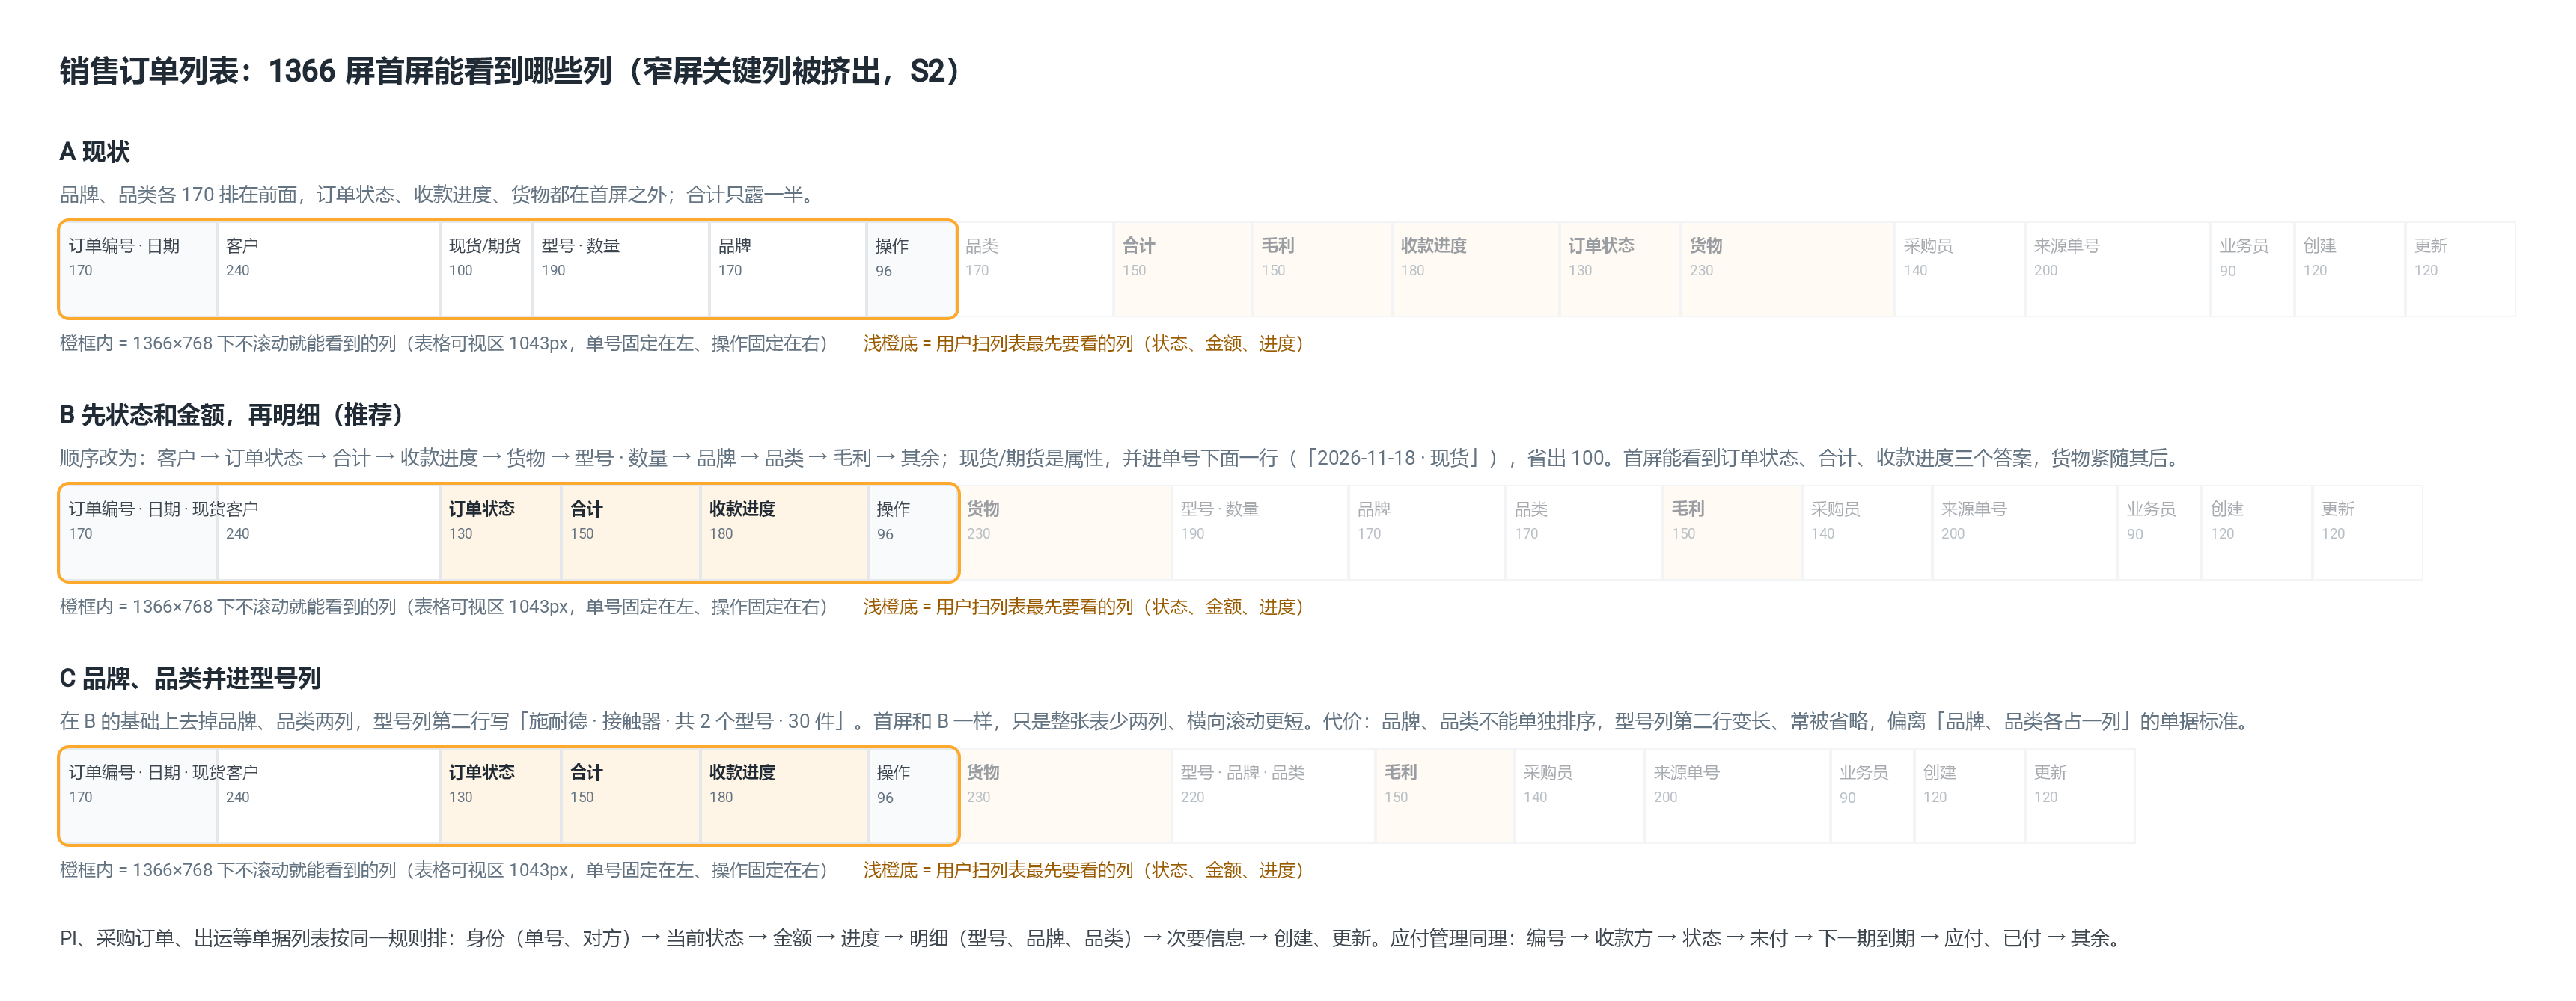 销售订单列表：1366 屏首屏能看到哪些列（窄屏关键列被挤出，S2）
A 现状
品牌、品类各 170 排在前面，订单状态、收款进度、货物都在首屏之外；合计只露一半。
订单编号 · 日期 客户 现货/期货 型号 · 数量 品牌 操作 品类 合计 毛利 收款进度 订单状态 货物 采购员 来源单号 业务员 创建 更新
170 240 100 190 170 96 170 150 150 180 130 230 140 200 90 120 120
橙框内 = 1366×768 下不滚动就能看到的列（表格可视区 1043px，单号固定在左、操作固定在右） 浅橙底 = 用户扫列表最先要看的列（状态、金额、进度）
B 先状态和金额，再明细（推荐）
顺序改为：客户 → 订单状态 → 合计 → 收款进度 → 货物 → 型号 · 数量 → 品牌 → 品类 → 毛利 → 其余；现货/期货是属性，并进单号下面一行（「2026-11-18 · 现货」），省出 100。首屏能看到订单状态、合计、收款进度三个答案，货物紧随其后。
订单编号 · 日期 · 现货 客户 订单状态 合计 收款进度 操作 货物 型号 · 数量 品牌 品类 毛利 采购员 来源单号 业务员 创建 更新
170 240 130 150 180 96 230 190 170 170 150 140 200 90 120 120
橙框内 = 1366×768 下不滚动就能看到的列（表格可视区 1043px，单号固定在左、操作固定在右） 浅橙底 = 用户扫列表最先要看的列（状态、金额、进度）
C 品牌、品类并进型号列
在 B 的基础上去掉品牌、品类两列，型号列第二行写「施耐德 · 接触器 · 共 2 个型号 · 30 件」。首屏和 B 一样，只是整张表少两列、横向滚动更短。代价：品牌、品类不能单独排序，型号列第二行变长、常被省略，偏离「品牌、品类各占一列」的单据标准。
订单编号 · 日期 · 现货 客户 订单状态 合计 收款进度 操作 货物 型号 · 品牌 · 品类 毛利 采购员 来源单号 业务员 创建 更新
170 240 130 150 180 96 230 220 150 140 200 90 120 120
橙框内 = 1366×768 下不滚动就能看到的列（表格可视区 1043px，单号固定在左、操作固定在右） 浅橙底 = 用户扫列表最先要看的列（状态、金额、进度）
PI、采购订单、出运等单据列表按同一规则排：身份（单号、对方）→ 当前状态 → 金额 → 进度 → 明细（型号、品牌、品类）→ 次要信息 → 创建、更新。应付管理同理：编号 → 收款方 → 状态 → 未付 → 下一期到期 → 应付、已付 → 其余。